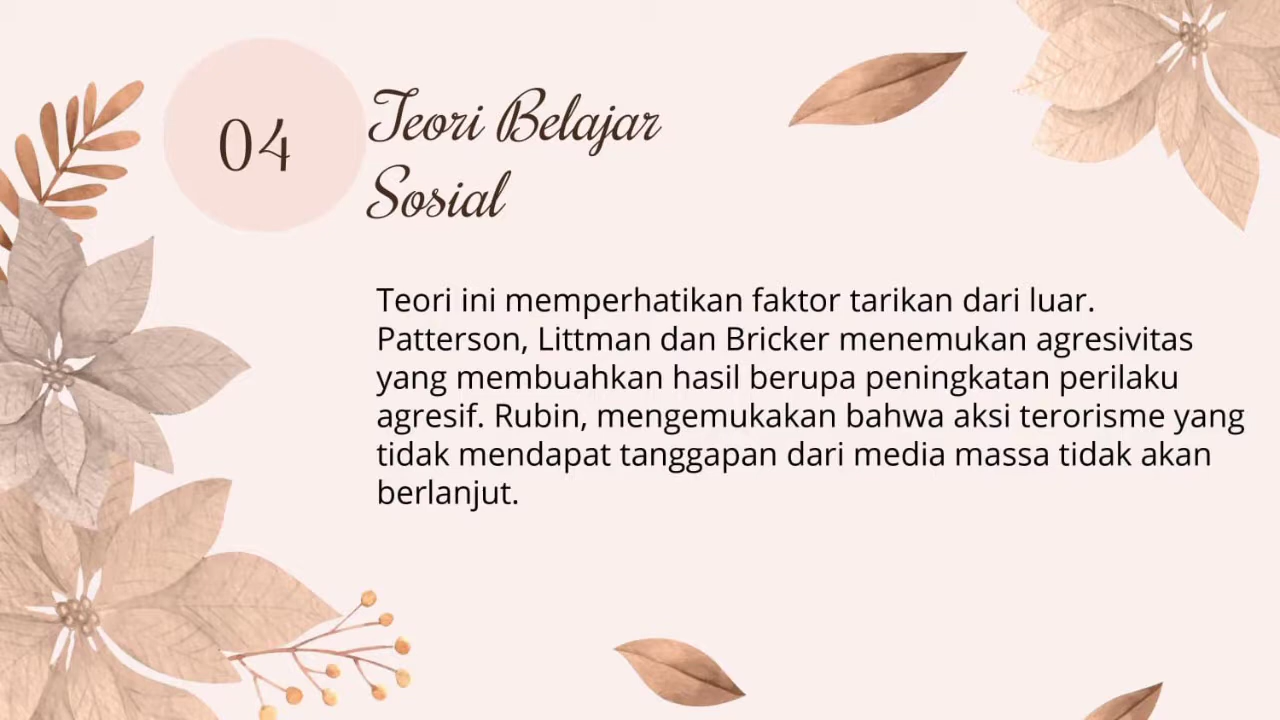 04
Teori Belajar
Sosial
Teori ini memperhatikan faktor tarikan dari luar.
Patterson, Littman dan Bricker menemukan agresivitas
yang membuahkan hasil berupa peningkatan perilaku
agresif. Rubin, mengemukakan bahwa aksi terorisme yang
tidak mendapat tanggapan dari media massa tidak akan
berlanjut.